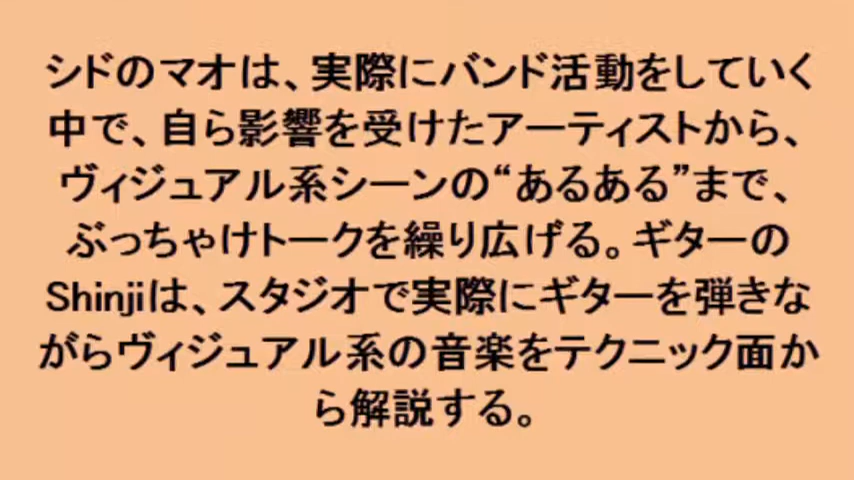 シドのマオは、実際にバンド活動をしていく
中で、自ら影響を受けたアーティストから、
ヴィジュアル系シーンの“あるある”まで、
ぶっちゃけトークを繰り広げる。ギターの
Shinjiは、スタジオで実際にギターを弾きな
がらヴィジュアル系の音楽をテクニック面か
ら解説する。